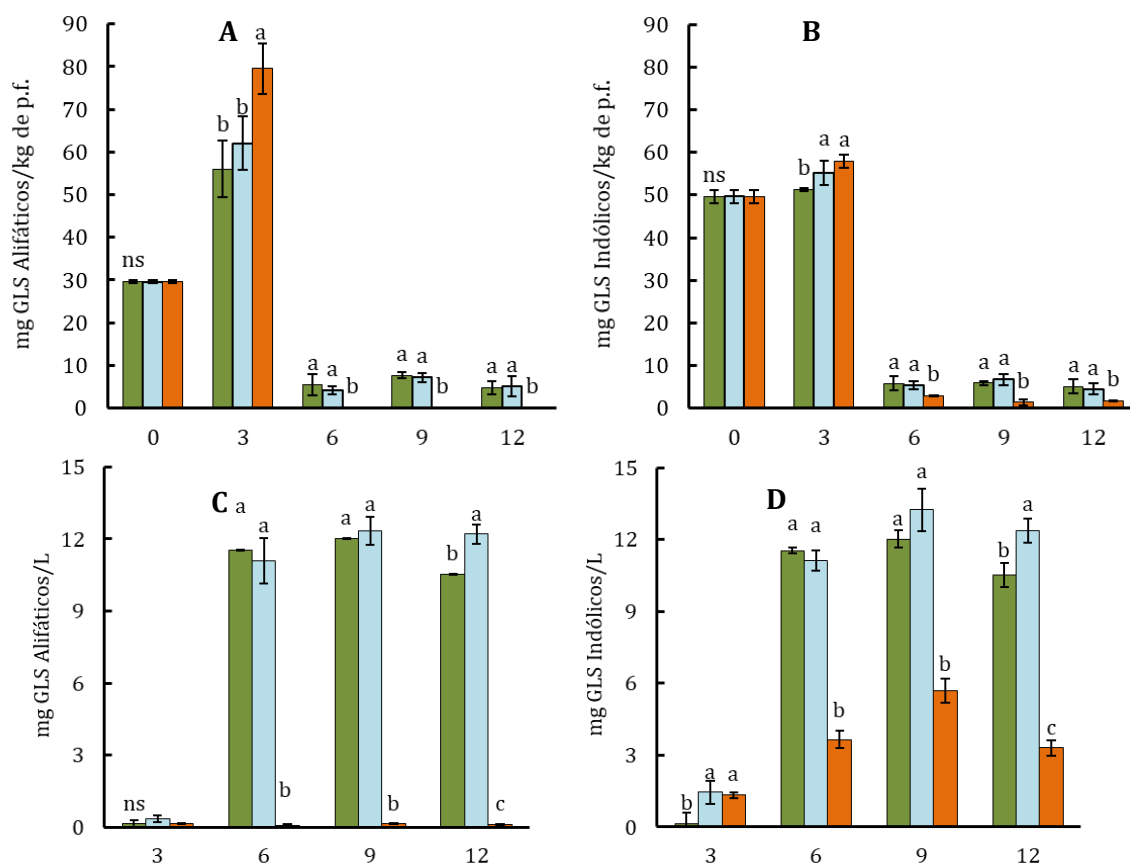 A
mg GLS Alifáticos/kg de p.f.
90
80
70
60
50
40
30
20
10
0
ns
b b a
a a b
a a b
a a b
0 3 6 9 12
B
mg GLS Indólicos/kg de p.f.
90
80
70
60
50
40
30
20
10
0
ns
b a a
a a b
a a b
a a b
0 3 6 9 12
C
mg GLS Alifáticos/L
15
12
9
6
3
0
ns
a a b
a a b
b a c
3 6 9 12
D
mg GLS Indólicos/L
15
12
9
6
3
0
b a a
a a b
a a b
b a c
3 6 9 12